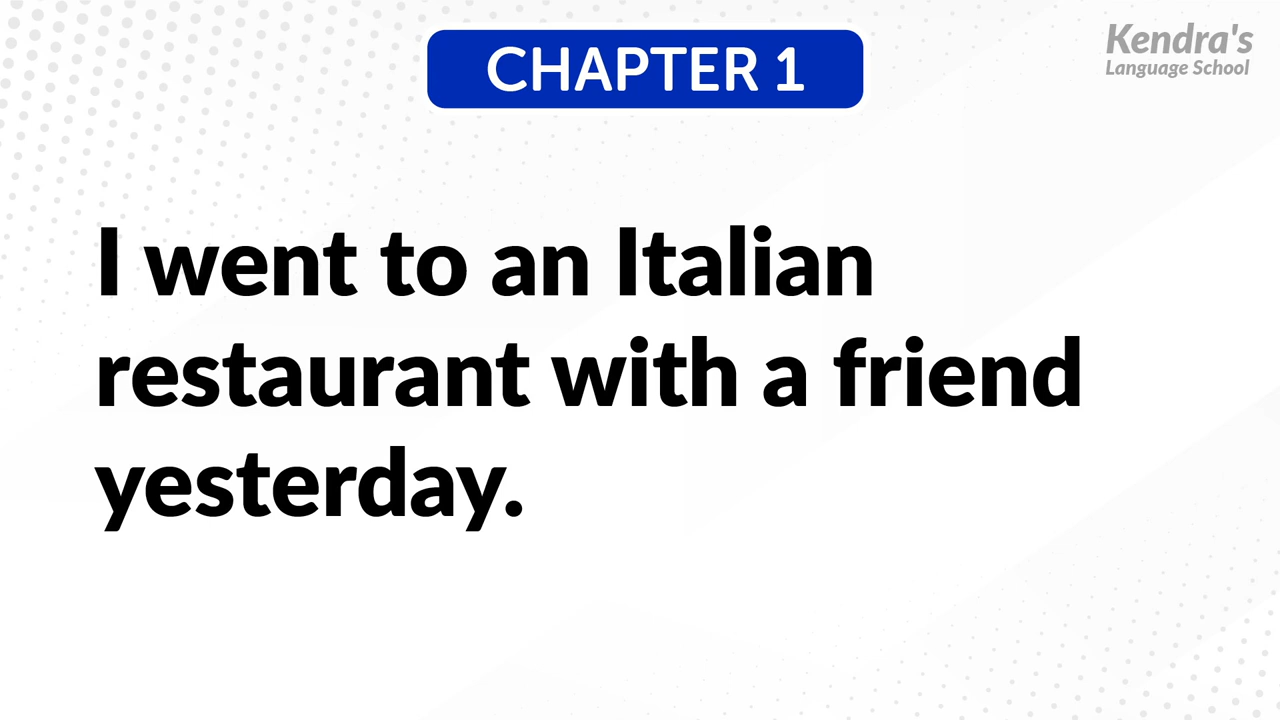 CHAPTER 1
Kendra's
Language School
I went to an Italian
restaurant with a friend
yesterday.